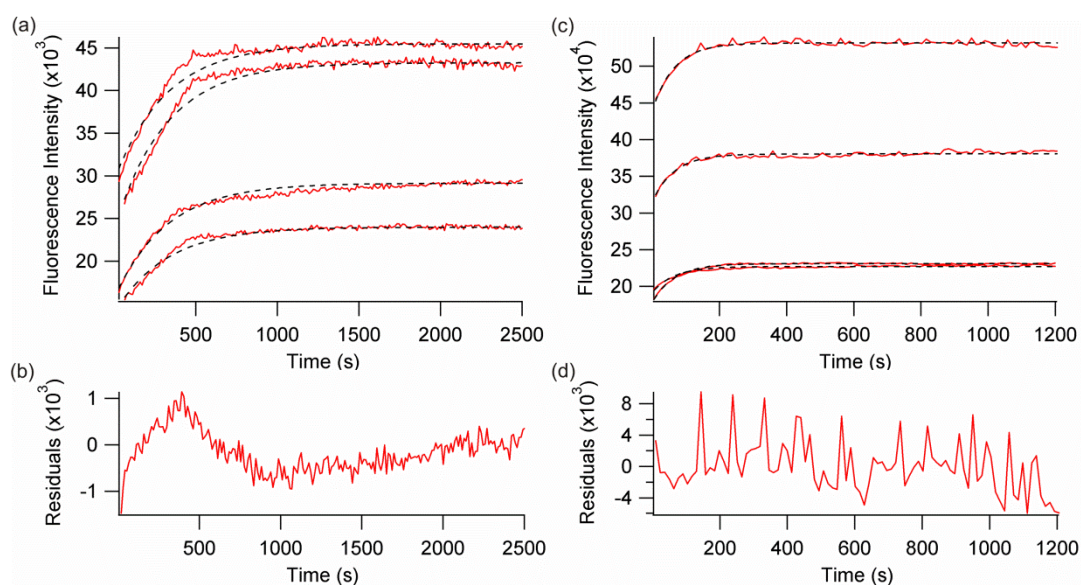 (a)
Fluorescence Intensity (x10³)
45
40
35
30
25
20
500 1000 1500 2000 2500
Time (s)
(b)
Residuals (x10³)
1
0
-1
500 1000 1500 2000 2500
Time (s)
(c)
Fluorescence Intensity (x10⁴)
50
45
40
35
30
25
20
200 400 600 800 1000 1200
Time (s)
(d)
Residuals (x10³)
8
4
0
-4
200 400 600 800 1000 1200
Time (s)